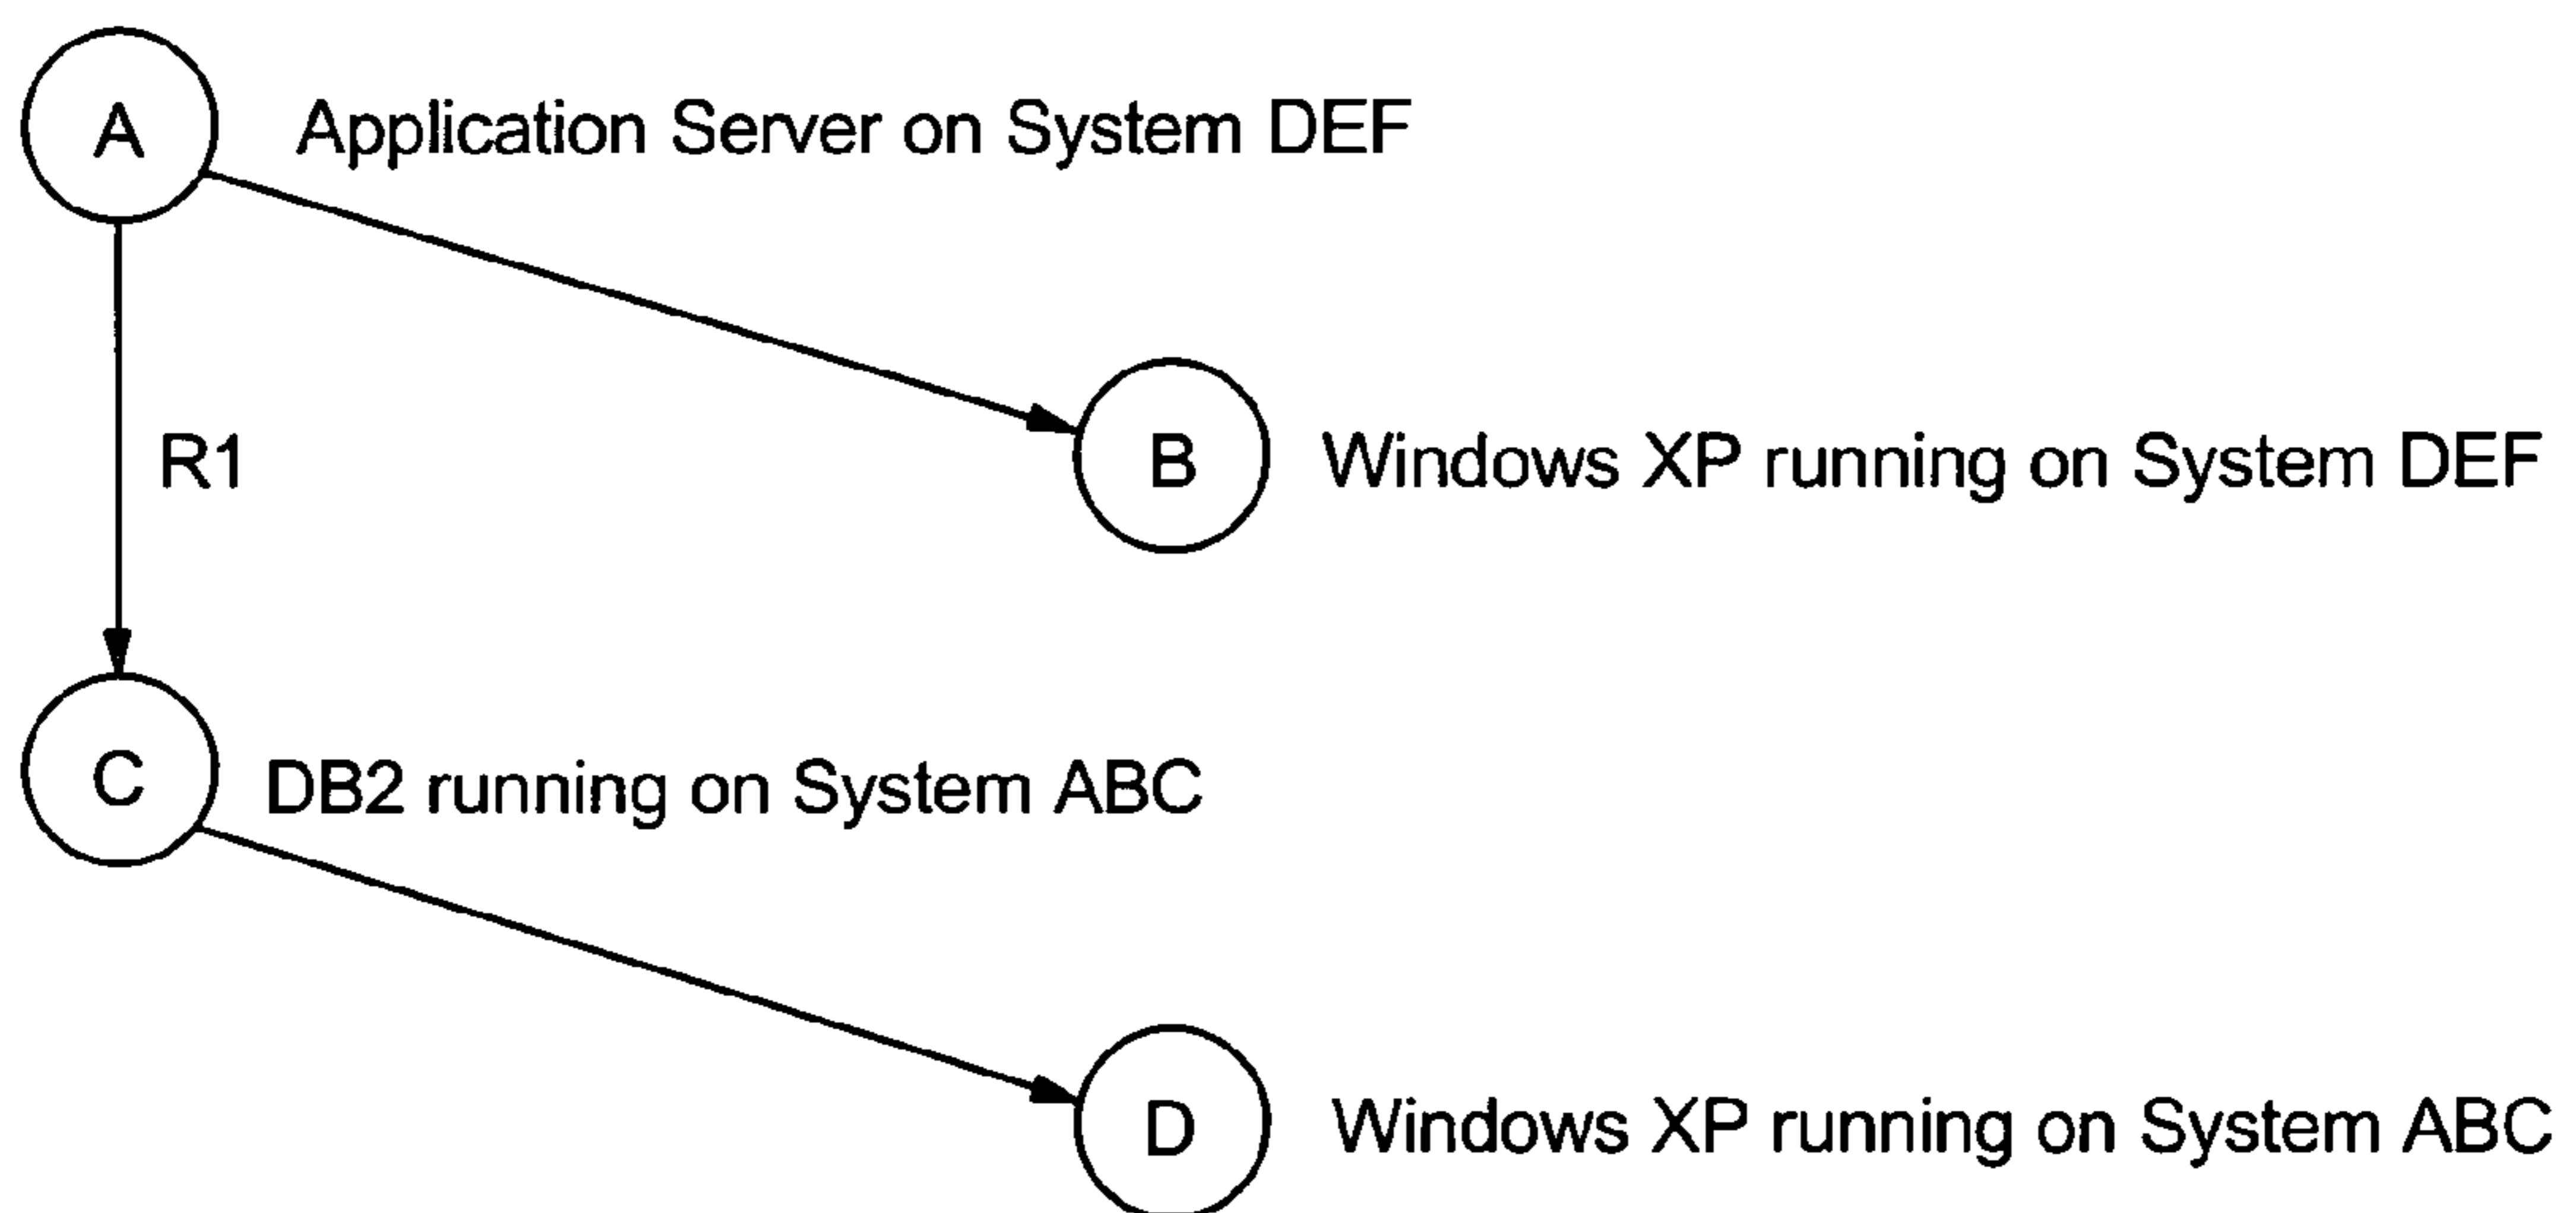 A Application Server on System DEF
R1
B Windows XP running on System DEF
C DB2 running on System ABC
D Windows XP running on System ABC